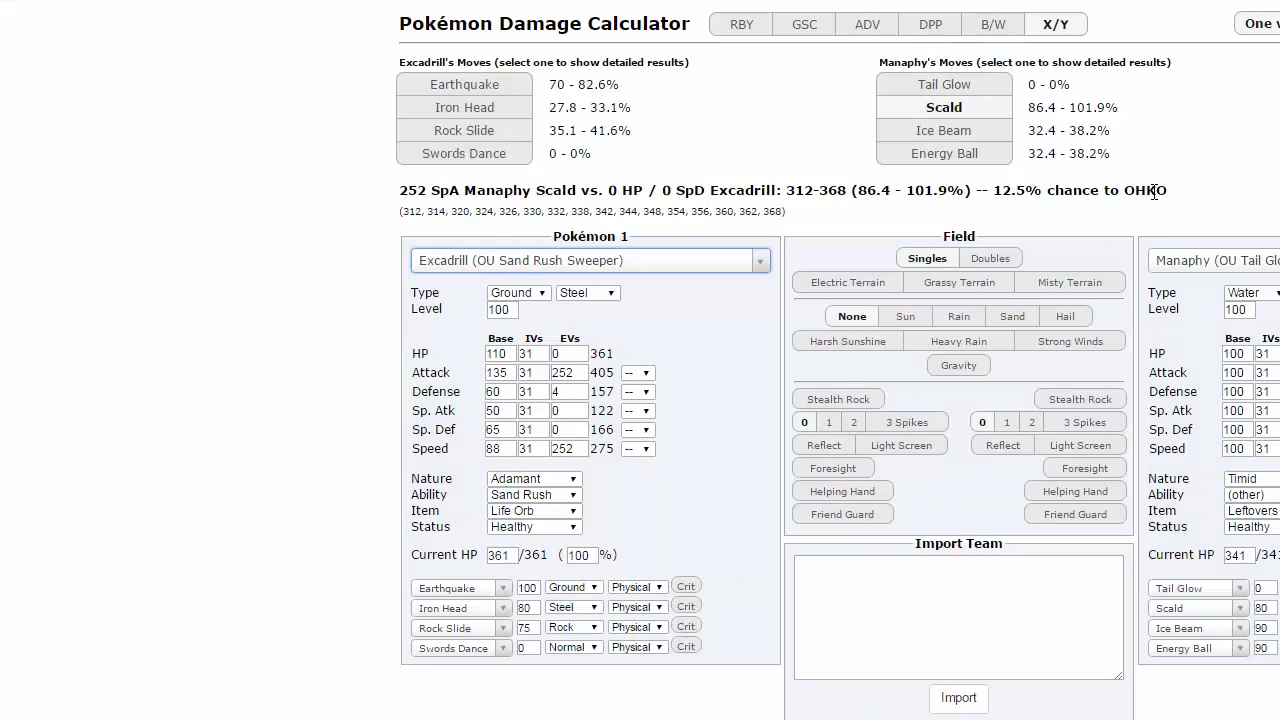 Pokémon Damage Calculator RBY GSC ADV DPP B/W X/Y One v
Excadrill's Moves (select one to show detailed results) Manaphy's Moves (select one to show detailed results)
Earthquake 70 - 82.6% Tail Glow 0 - 0%
Iron Head 27.8 - 33.1% Scald 86.4 - 101.9%
Rock Slide 35.1 - 41.6% Ice Beam 32.4 - 38.2%
Swords Dance 0 - 0% Energy Ball 32.4 - 38.2%
252 SpA Manaphy Scald vs. 0 HP / 0 SpD Excadrill: 312-368 (86.4 - 101.9%) -- 12.5% chance to OHKO
(312, 314, 320, 324, 326, 330, 332, 338, 342, 344, 348, 354, 356, 360, 362, 368)
Pokémon 1
Excadrill (OU Sand Rush Sweeper)
Type Ground Steel
Level 100
Base IVs EVs
HP 110 31 0 361
Attack 135 31 252 405 --
Defense 60 31 4 157 --
Sp. Atk 50 31 0 122 --
Sp. Def 65 31 0 166 --
Speed 88 31 252 275 --
Nature Adamant
Ability Sand Rush
Item Life Orb
Status Healthy
Current HP 361 /361 ( 100 %)
Earthquake 100 Ground Physical Crit
Iron Head 80 Steel Physical Crit
Rock Slide 75 Rock Physical Crit
Swords Dance 0 Normal Physical Crit
Field
Singles Doubles
Electric Terrain Grassy Terrain Misty Terrain
None Sun Rain Sand Hail
Harsh Sunshine Heavy Rain Strong Winds
Gravity
Stealth Rock Stealth Rock
0 1 2 3 Spikes 0 1 2 3 Spikes
Reflect Light Screen Reflect Light Screen
Foresight Foresight
Helping Hand Helping Hand
Friend Guard Friend Guard
Import Team
Import
Manaphy (OU Tail Glo
Type Water
Level 100
Base IVs
HP 100 31
Attack 100 31
Defense 100 31
Sp. Atk 100 31
Sp. Def 100 31
Speed 100 31
Nature Timid
Ability (other)
Item Leftovers
Status Healthy
Current HP 341 /341
Tail Glow 0
Scald 80
Ice Beam 90
Energy Ball 90